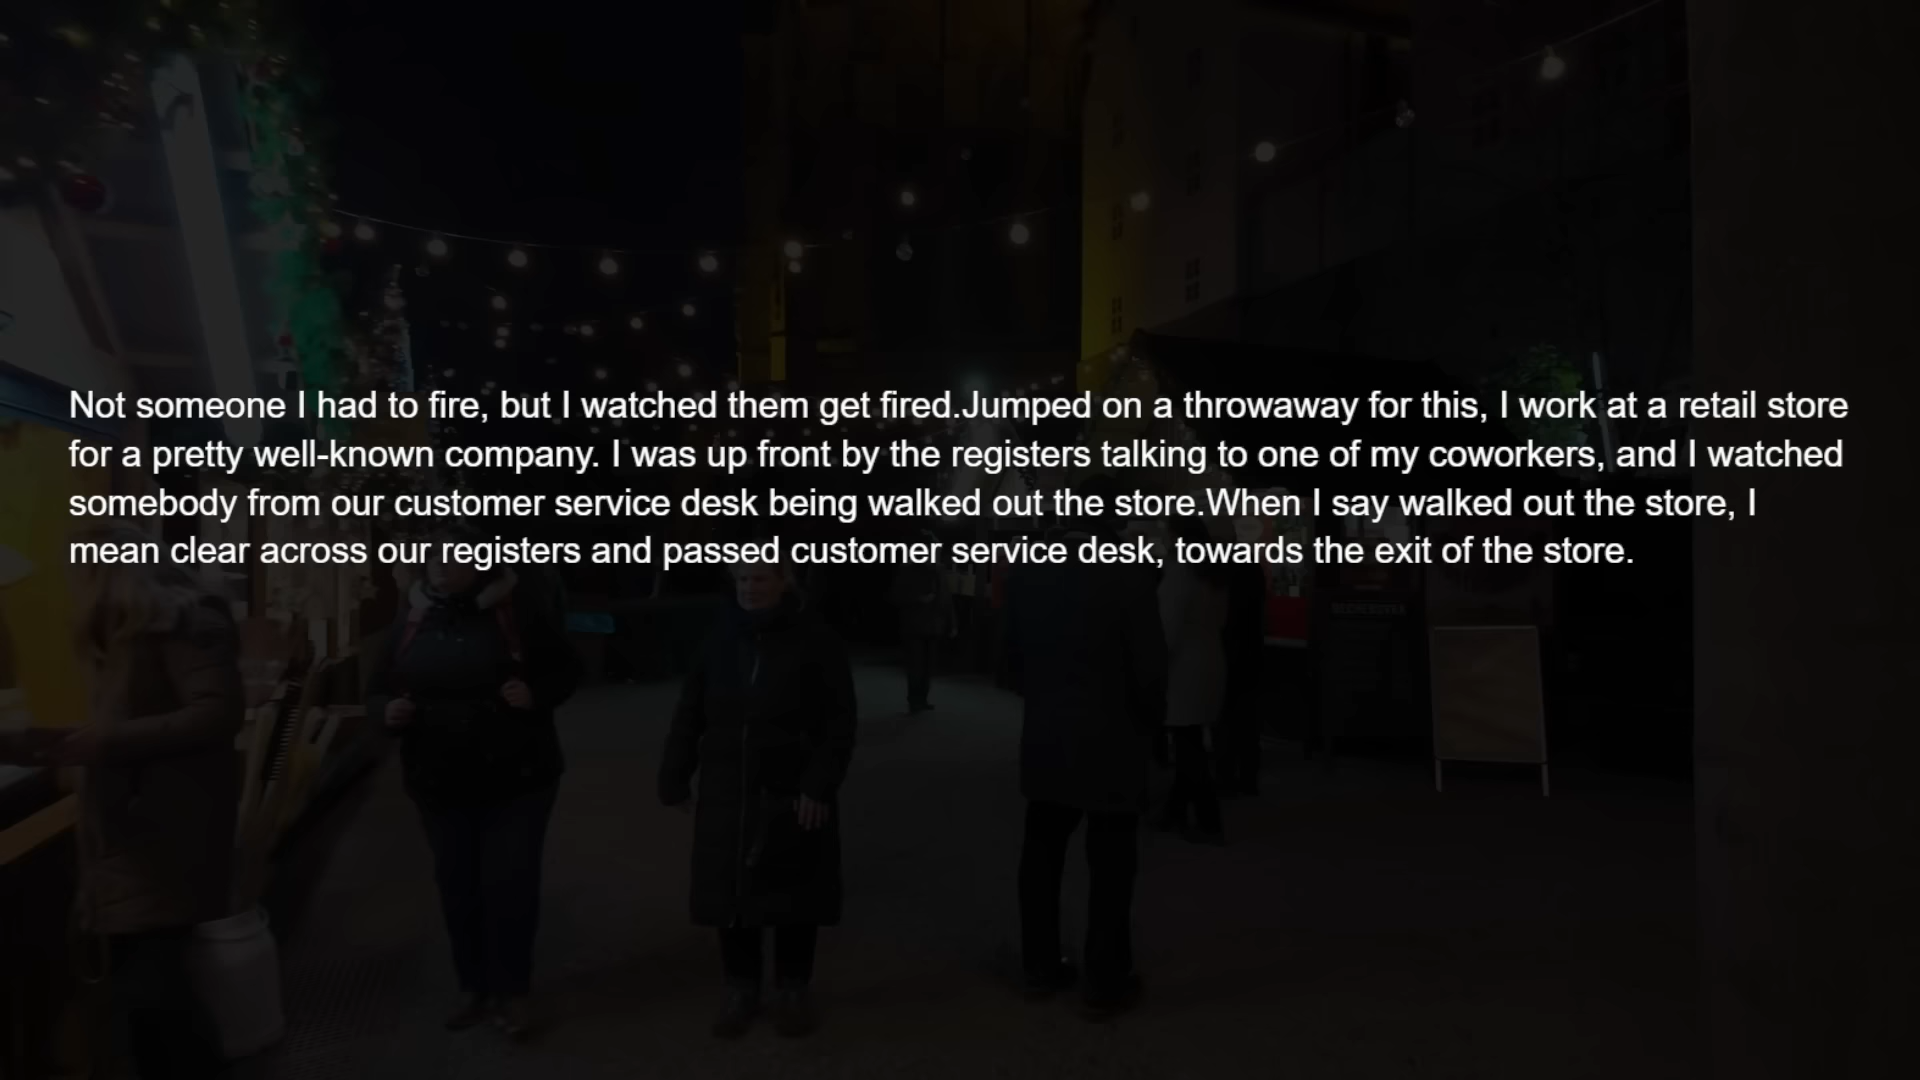 Not someone I had to fire, but I watched them get fired.Jumped on a throwaway for this, I work at a retail store
for a pretty well-known company. I was up front by the registers talking to one of my coworkers, and I watched
somebody from our customer service desk being walked out the store.When I say walked out the store, I
mean clear across our registers and passed customer service desk, towards the exit of the store.